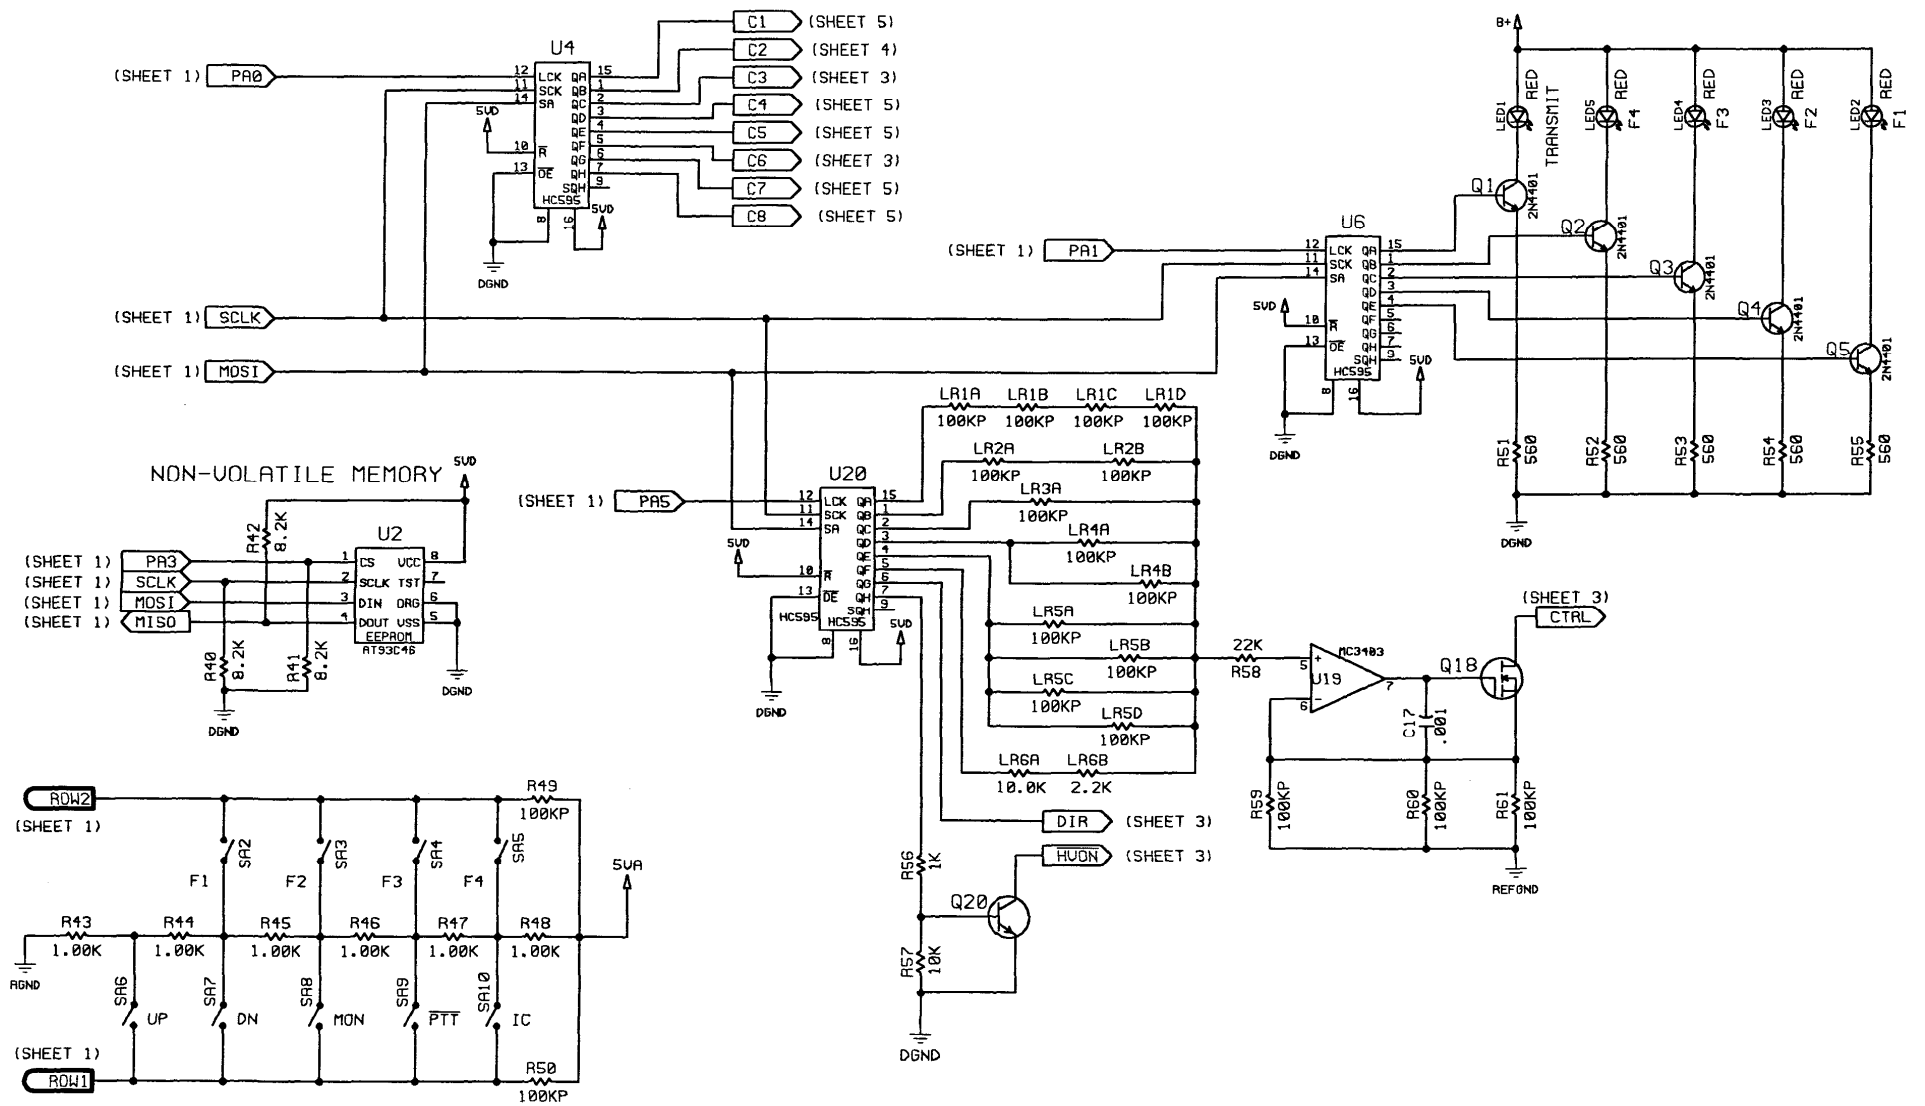 U4
(SHEET 1) PA0
12 LCK QA 15
11 SCK QB 1
14 SA QC 2
QD 3
QE 4
QF 5
10 R QG 6
13 OE QH 7
SQH 9
HC595
8 16
5VD
5VD
DGND
C1 (SHEET 5)
C2 (SHEET 4)
C3 (SHEET 3)
C4 (SHEET 5)
C5 (SHEET 5)
C6 (SHEET 3)
C7 (SHEET 5)
C8 (SHEET 5)
(SHEET 1) SCLK
(SHEET 1) MOSI
B+
LED1 RED TRANSMIT
LED5 RED F4
LED4 RED F3
LED3 RED F2
LED2 RED F1
Q1 2N4401
Q2 2N4401
Q3 2N4401
Q4 2N4401
Q5 2N4401
U6
(SHEET 1) PA1
12 LCK QA 15
11 SCK QB 1
14 SA QC 2
QD 3
QE 4
QF 5
10 R QG 6
13 OE QH 7
SQH 9
HC595
8 16
5VD
5VD
DGND
R51 560
R52 560
R53 560
R54 560
R55 560
DGND
NON-VOLATILE MEMORY
5VD
R42 8.2K
U2
(SHEET 1) PA3 1 CS VCC 8
(SHEET 1) SCLK 2 SCLK TST 7
(SHEET 1) MOSI 3 DIN ORG 6
(SHEET 1) MISO 4 DOUT VSS 5
EEPROM
AT93C46
R40 8.2K
R41 8.2K
DGND
DGND
U20
(SHEET 1) PA5
12 LCK QA 15
11 SCK QB 1
14 SA QC 2
QD 3
QE 4
QF 5
10 R QG 6
13 OE QH 7
SQH 9
HC595 HC595
8 16
5VD
5VD
DGND
LR1A LR1B LR1C LR1D
100KP 100KP 100KP 100KP
LR2A LR2B
100KP 100KP
LR3A
100KP
LR4A
100KP
LR4B
100KP
LR5A
100KP
LR5B
100KP
LR5C
100KP
LR5D
100KP
LR6A LR6B
10.0K 2.2K
22K
R58
MC3403
5 +
U19
6 -
7
C17 .001
Q18
(SHEET 3)
CTRL
R59 100KP
R60 100KP
R61 100KP
REFGND
DIR (SHEET 3)
HVON (SHEET 3)
R56 1K
Q20
R57 10K
DGND
ROW2
(SHEET 1)
R49
100KP
SA2 SA3 SA4 SA5
F1 F2 F3 F4
5VA
R43 R44 R45 R46 R47 R48
1.00K 1.00K 1.00K 1.00K 1.00K 1.00K
AGND
SA6 SA7 SA8 SA9 SA10
UP DN MON PTT IC
(SHEET 1)
ROW1
R50
100KP